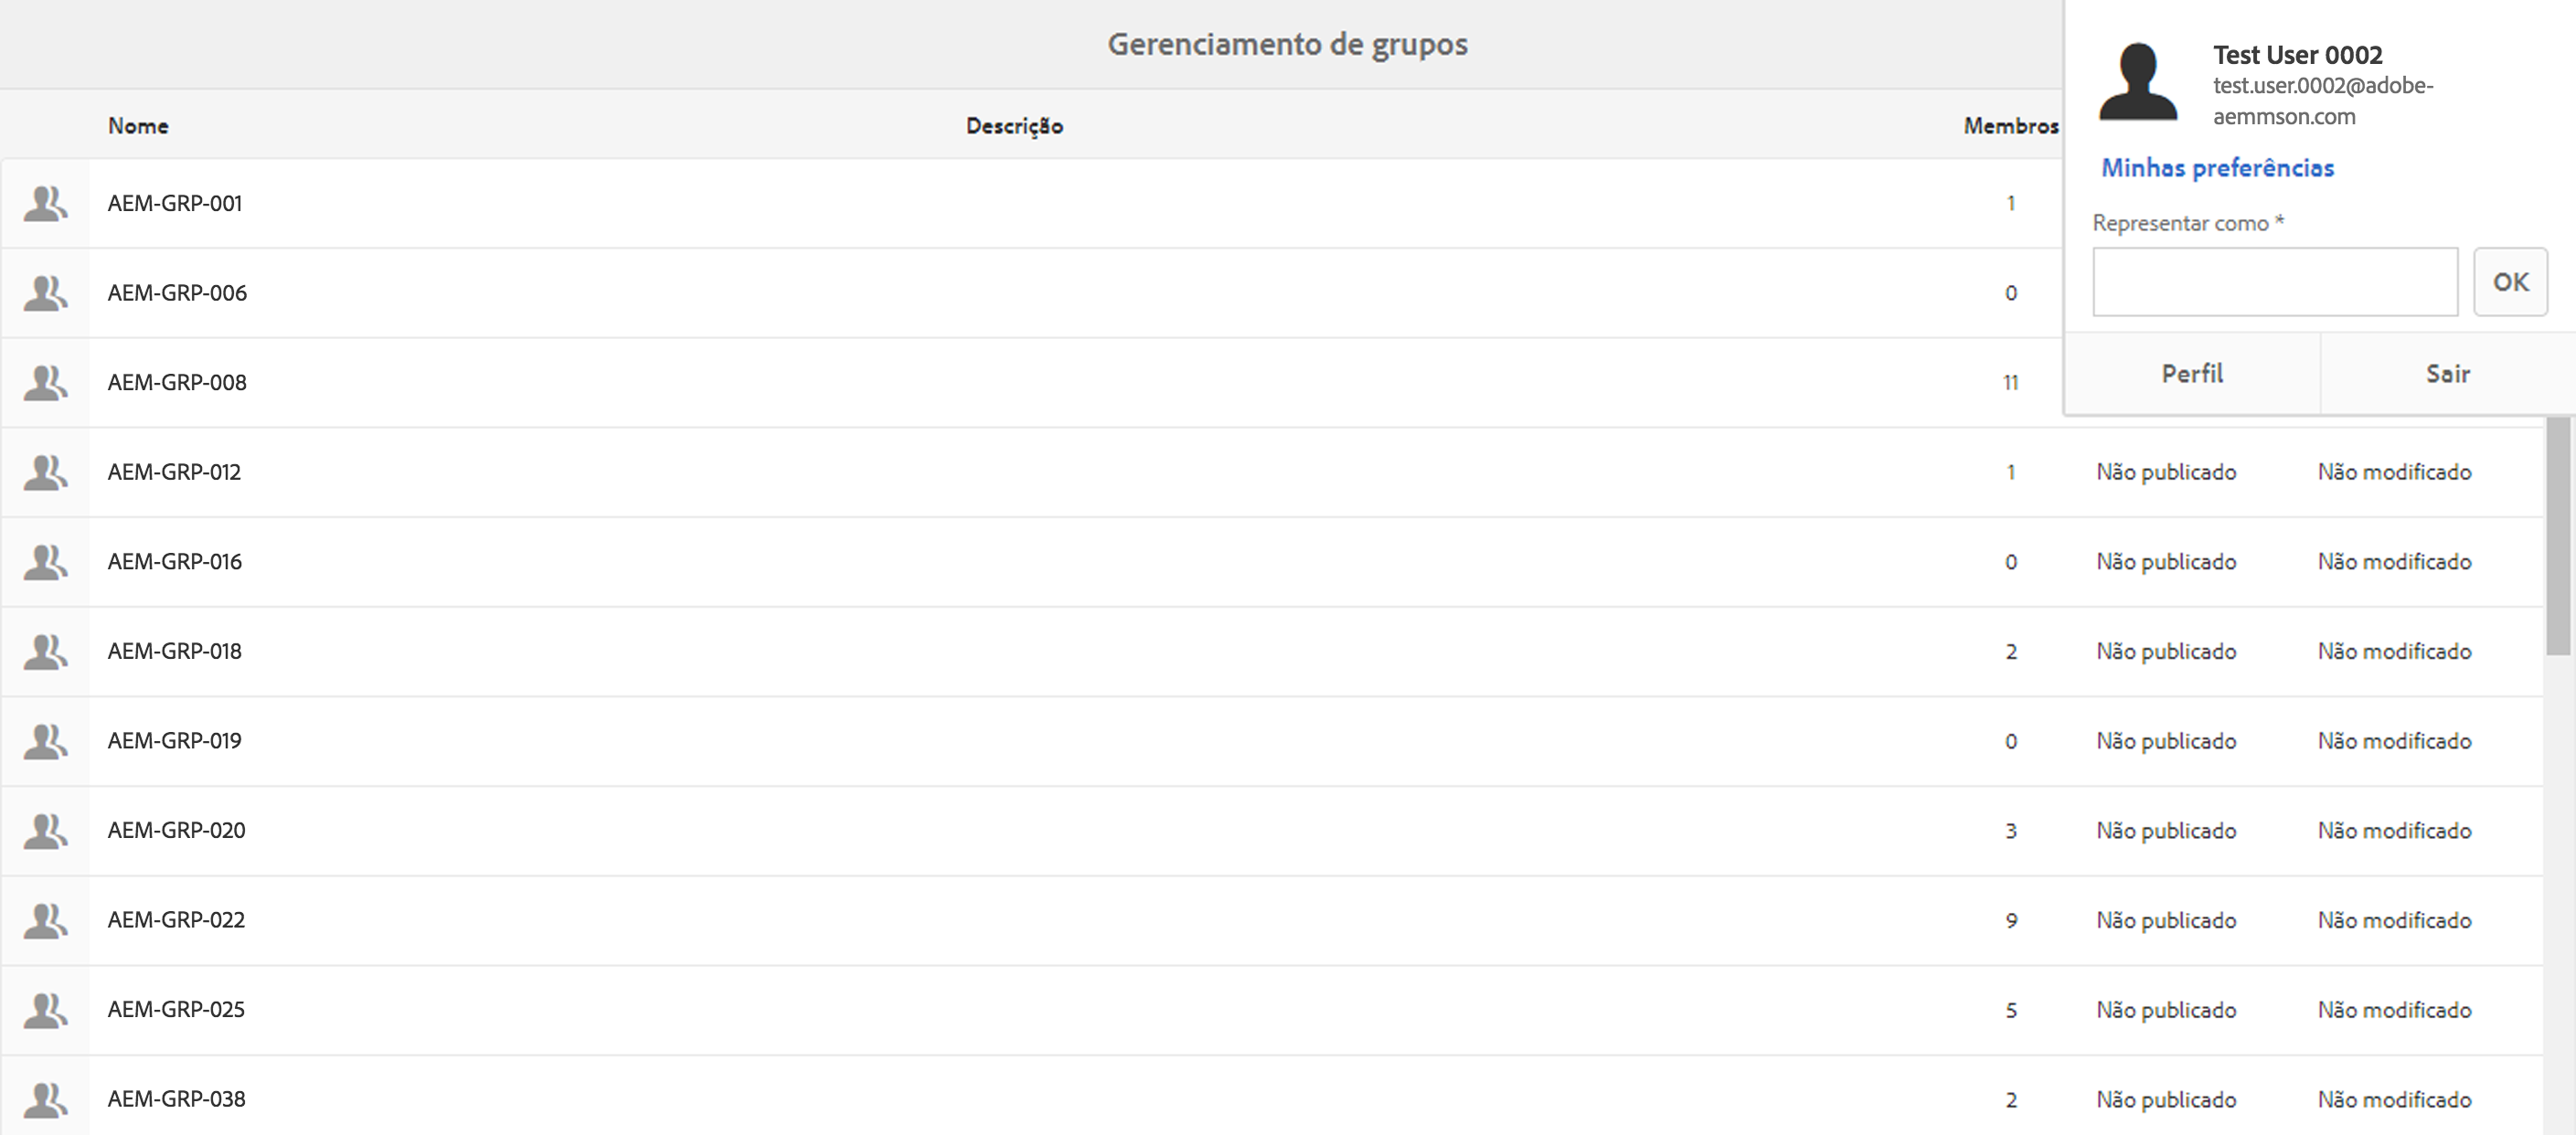 Gerenciamento de grupos
Test User 0002
test.user.0002@adobe-
aemmson.com
Minhas preferências
Representar como *
OK
Perfil Sair
Nome Descrição Membros
AEM-GRP-001 1
AEM-GRP-006 0
AEM-GRP-008 11
AEM-GRP-012 1 Não publicado Não modificado
AEM-GRP-016 0 Não publicado Não modificado
AEM-GRP-018 2 Não publicado Não modificado
AEM-GRP-019 0 Não publicado Não modificado
AEM-GRP-020 3 Não publicado Não modificado
AEM-GRP-022 9 Não publicado Não modificado
AEM-GRP-025 5 Não publicado Não modificado
AEM-GRP-038 2 Não publicado Não modificado